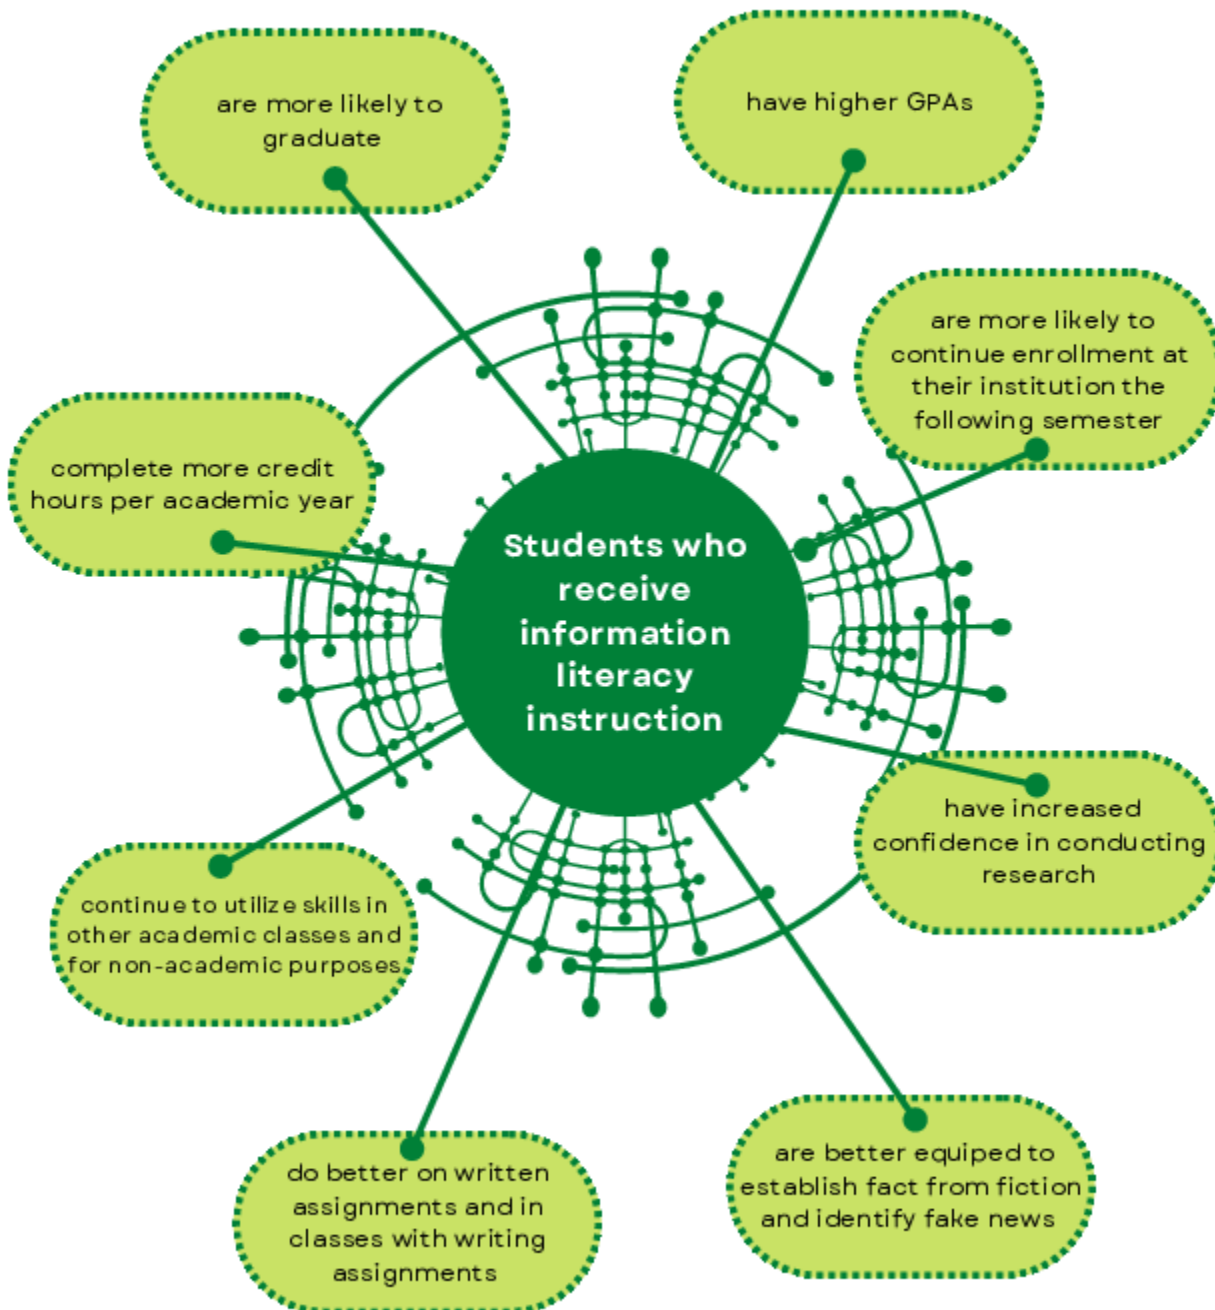 are more likely to
graduate
have higher GPAs
are more likely to
continue enrollment at
their institution the
following semester
complete more credit
hours per academic year
Students who
receive
information
literacy
instruction
have increased
confidence in conducting
research
continue to utilize skills in
other academic classes and
for non-academic purposes
do better on written
assignments and in
classes with writing
assignments
are better equiped to
establish fact from fiction
and identify fake news